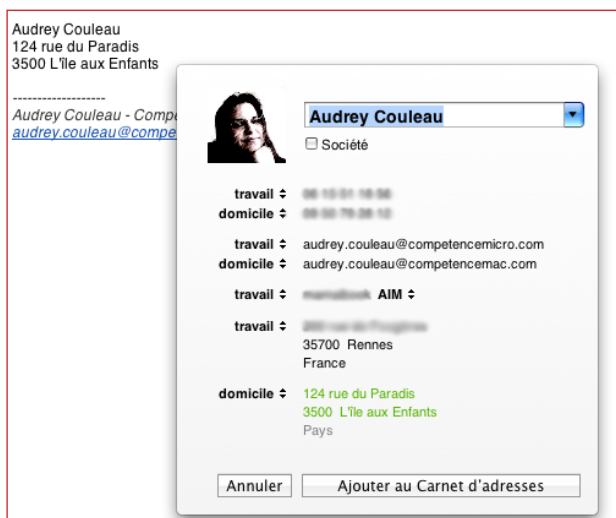 Audrey Couleau
124 rue du Paradis
3500 L'île aux Enfants
-------------------
Audrey Couleau - Compe
audrey.couleau@compe
Audrey Couleau
Société
travail
domicile
travail audrey.couleau@competencemicro.com
domicile audrey.couleau@competencemac.com
travail AIM
travail
35700 Rennes
France
domicile 124 rue du Paradis
3500 L'île aux Enfants
Pays
Annuler Ajouter au Carnet d'adresses